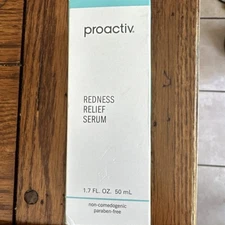 proactiv.
REDNESS
RELIEF
SERUM
1.7 FL. OZ. 50 mL
non-comedogenic
paraben-free